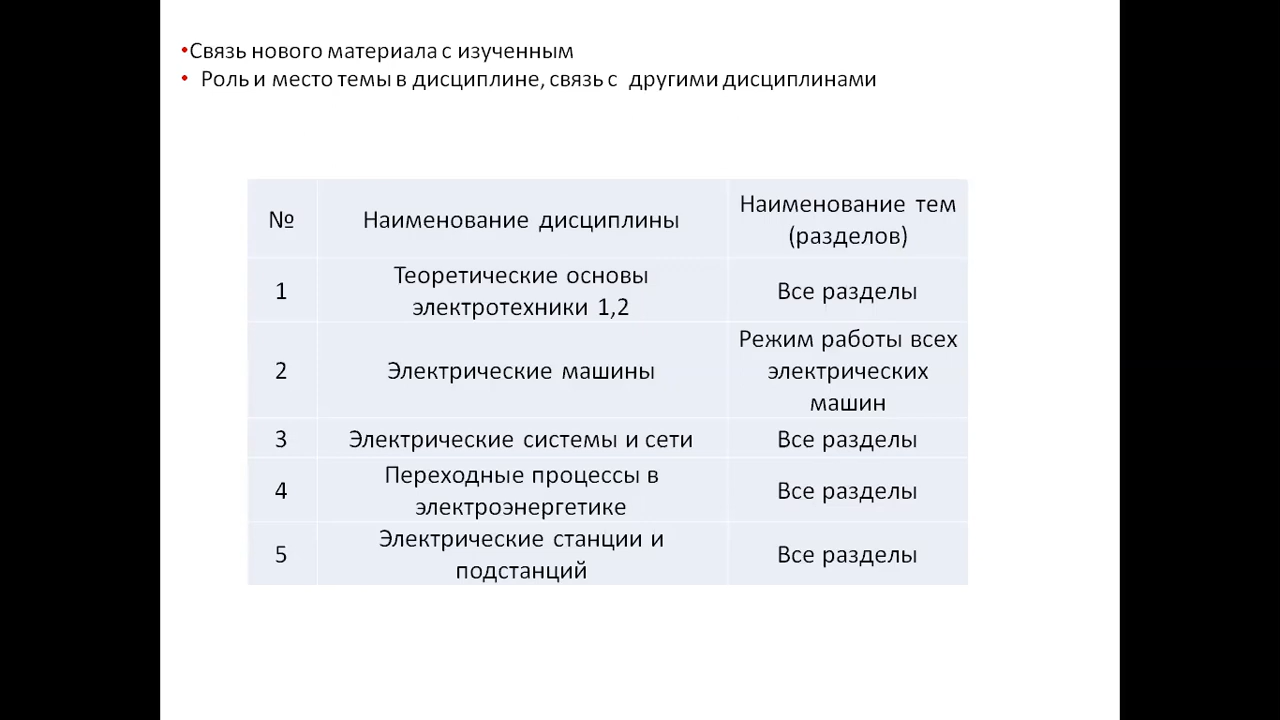 •Связь нового материала с изученным
• Роль и место темы в дисциплине, связь с другими дисциплинами
№
Наименование дисциплины
Наименование тем
(разделов)
1
Теоретические основы
электротехники 1,2
Все разделы
2
Электрические машины
Режим работы всех
электрических
машин
3
Электрические системы и сети
Все разделы
4
Переходные процессы в
электроэнергетике
Все разделы
5
Электрические станции и
подстанций
Все разделы